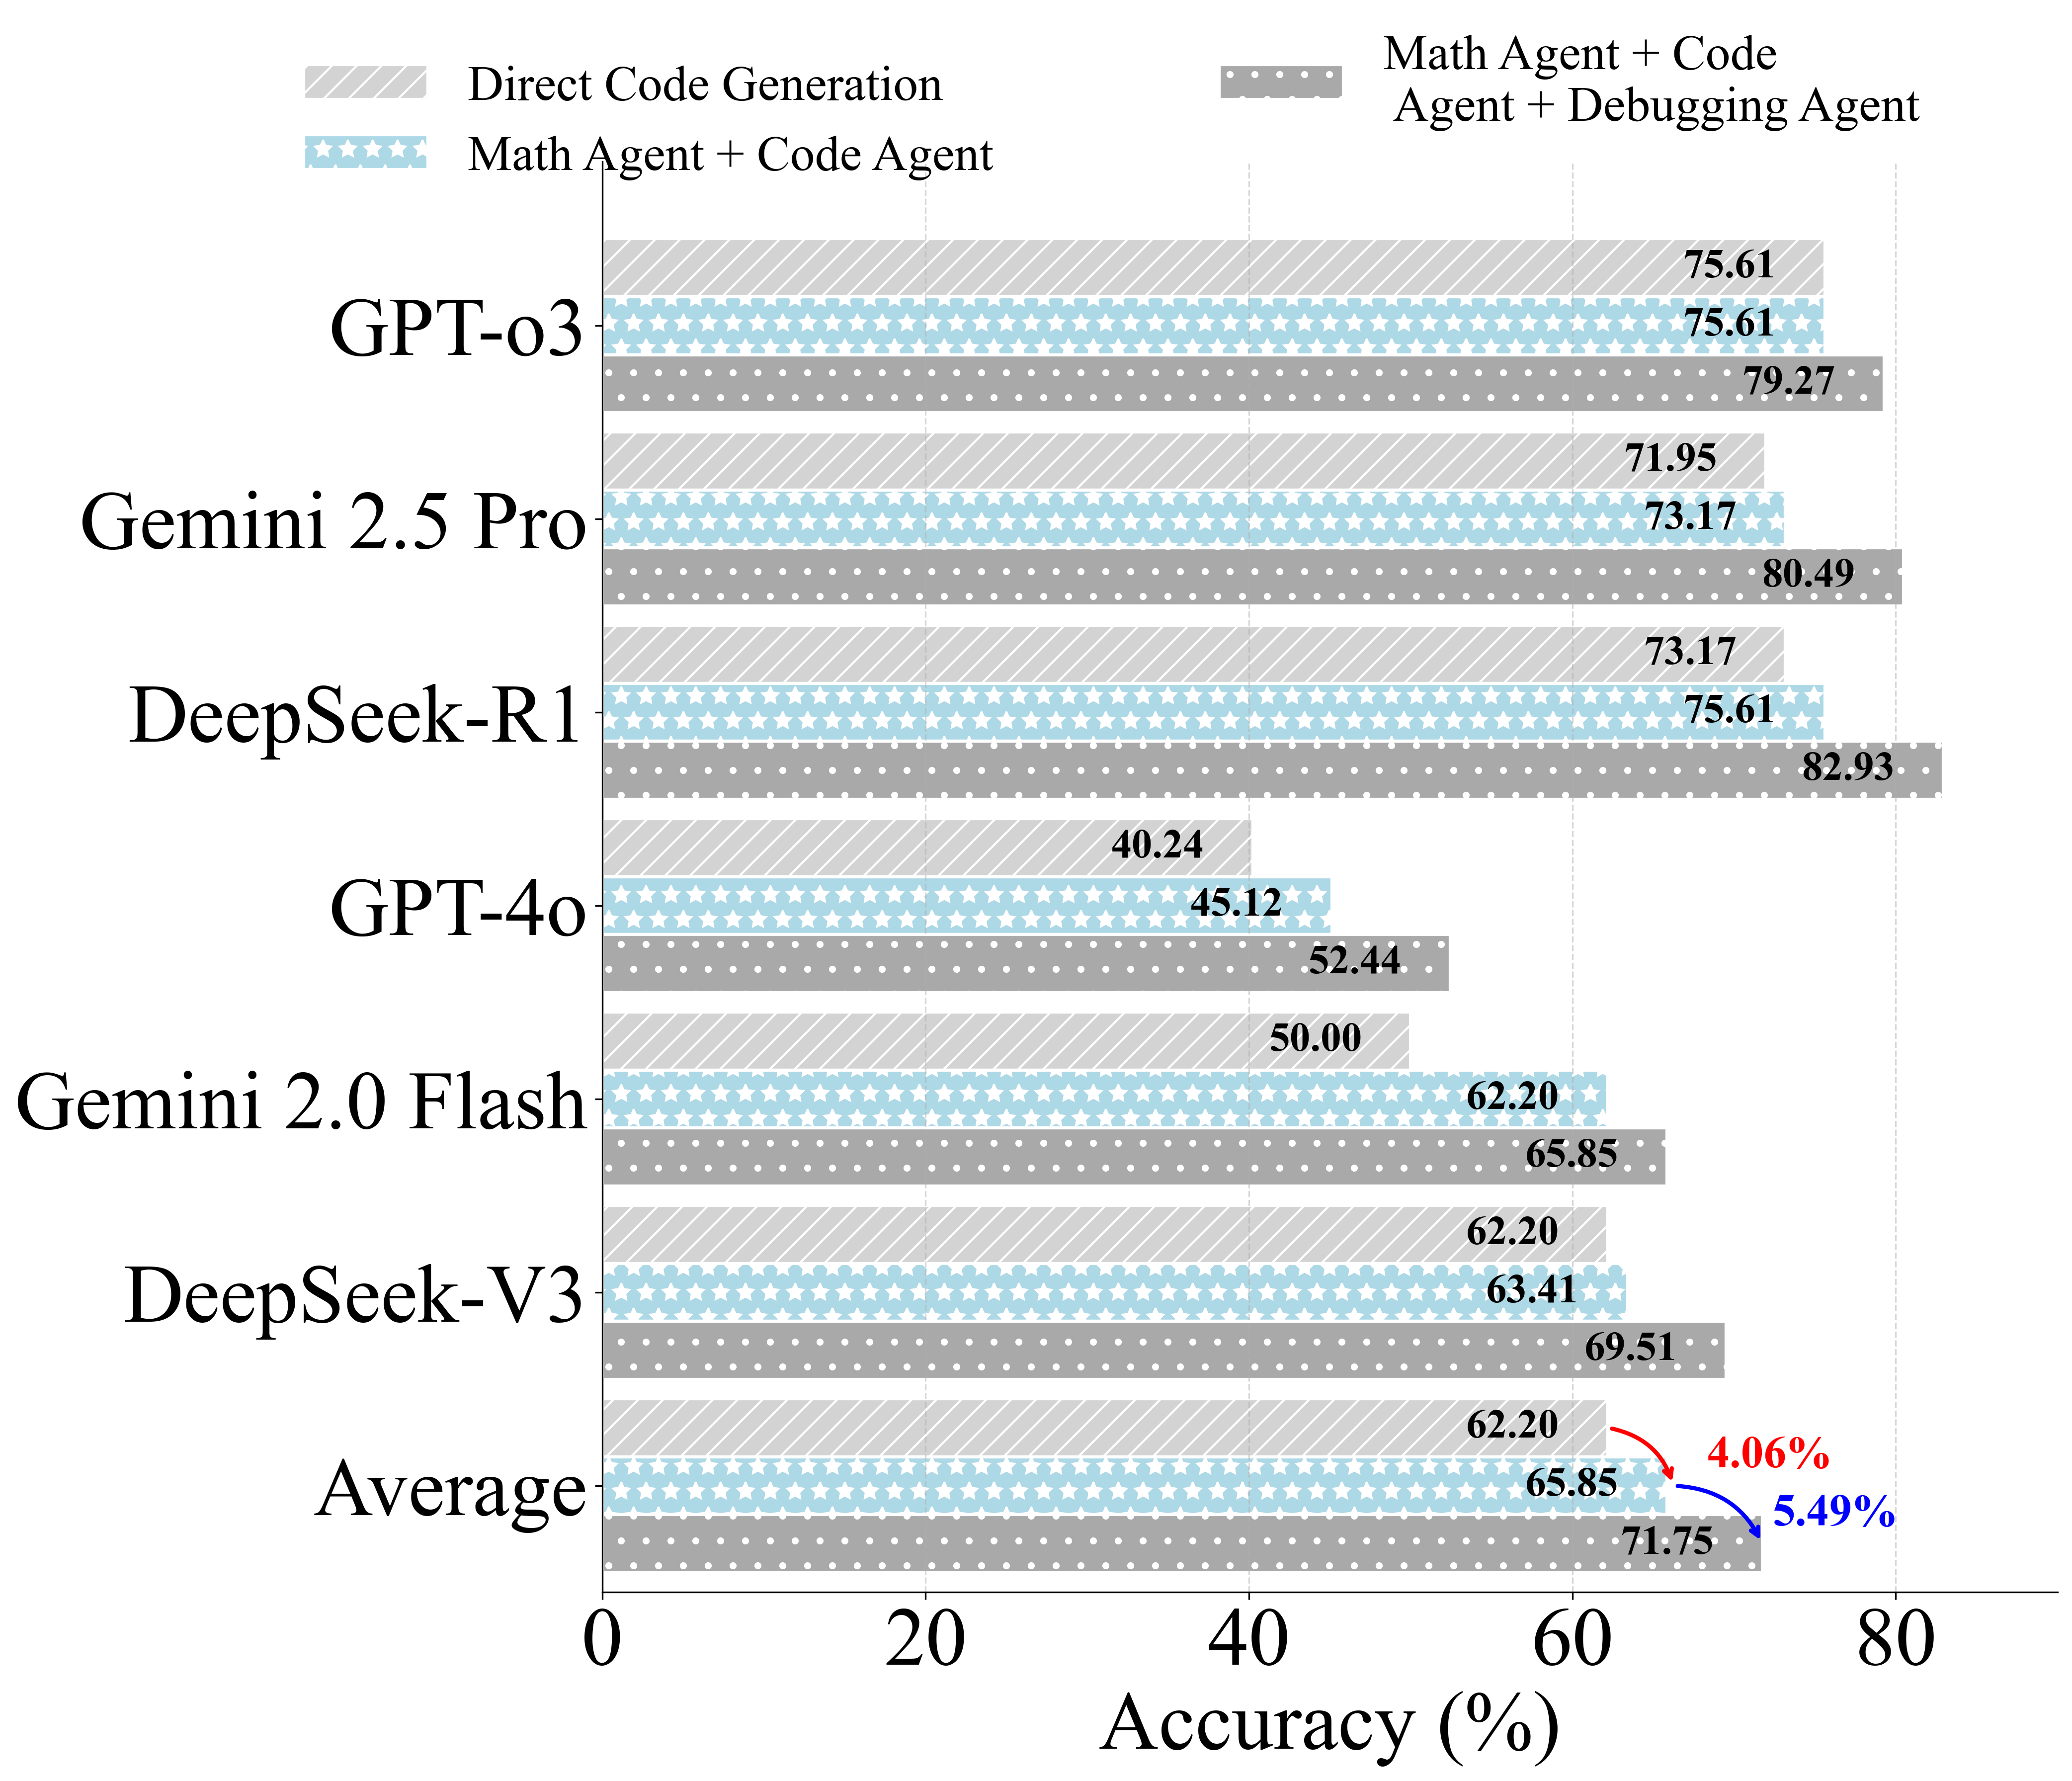 Direct Code Generation
Math Agent + Code Agent
Math Agent + Code
Agent + Debugging Agent
GPT-o3
75.61
75.61
79.27
Gemini 2.5 Pro
71.95
73.17
80.49
DeepSeek-R1
73.17
75.61
82.93
GPT-4o
40.24
45.12
52.44
Gemini 2.0 Flash
50.00
62.20
65.85
DeepSeek-V3
62.20
63.41
69.51
Average
62.20
65.85
71.75
4.06%
5.49%
0 20 40 60 80
Accuracy (%)